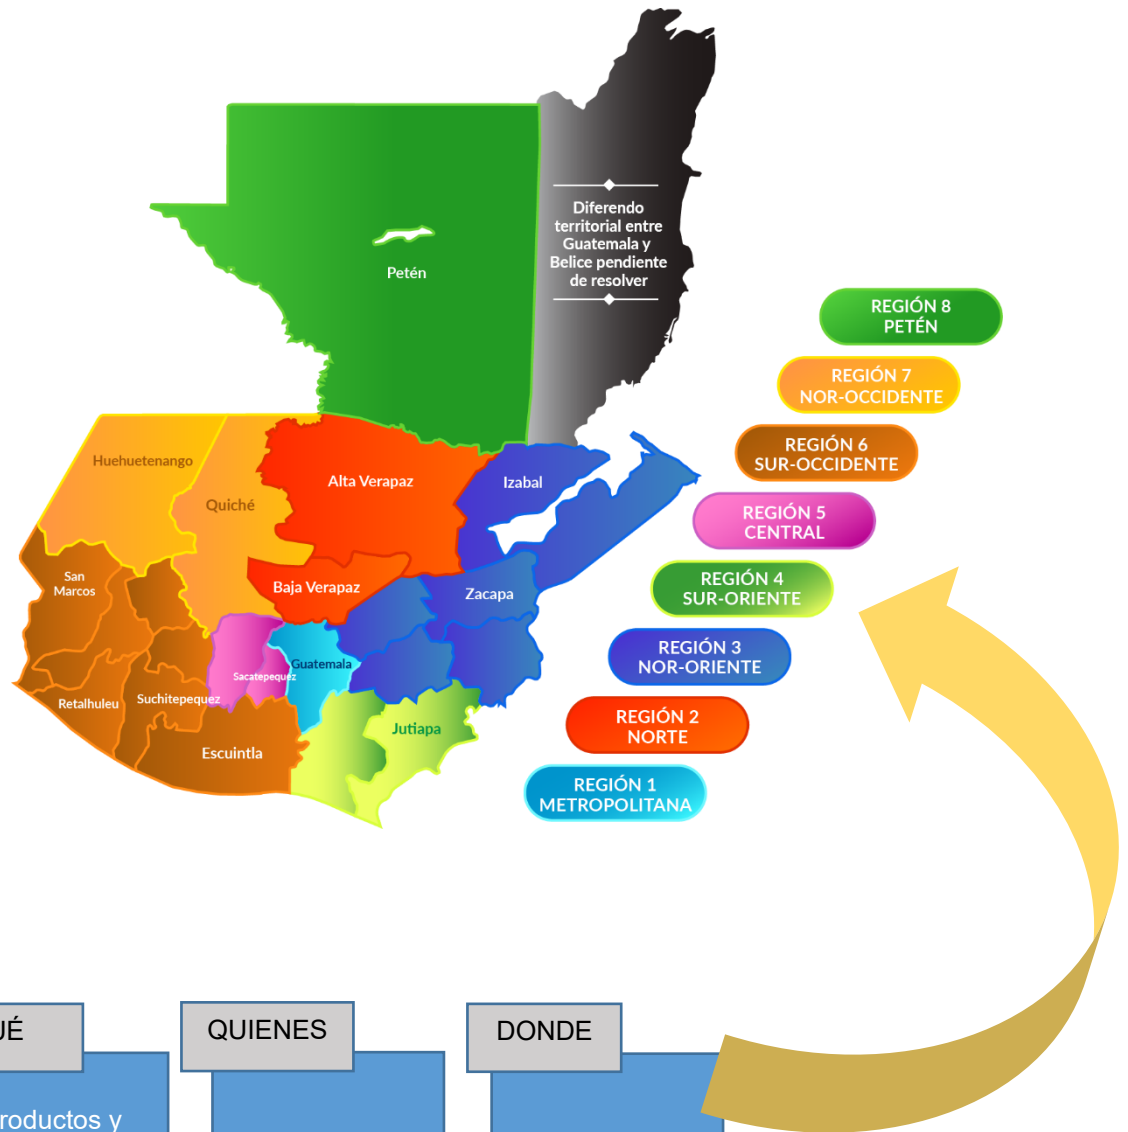 Diferendo
territorial entre
Guatemala y
Belice pendiente
de resolver
Petén
REGIÓN 8
PETÉN
REGIÓN 7
NOR-OCCIDENTE
REGIÓN 6
SUR-OCCIDENTE
REGIÓN 5
CENTRAL
REGIÓN 4
SUR-ORIENTE
REGIÓN 3
NOR-ORIENTE
REGIÓN 2
NORTE
REGIÓN 1
METROPOLITANA
Huehuetenango
Quiché
Alta Verapaz
Izabal
San
Marcos
Baja Verapaz
Zacapa
Guatemala
Sacatepequez
Retalhuleu
Suchitepequez
Escuintla
Jutiapa
UÉ
QUIENES
DONDE
roductos y